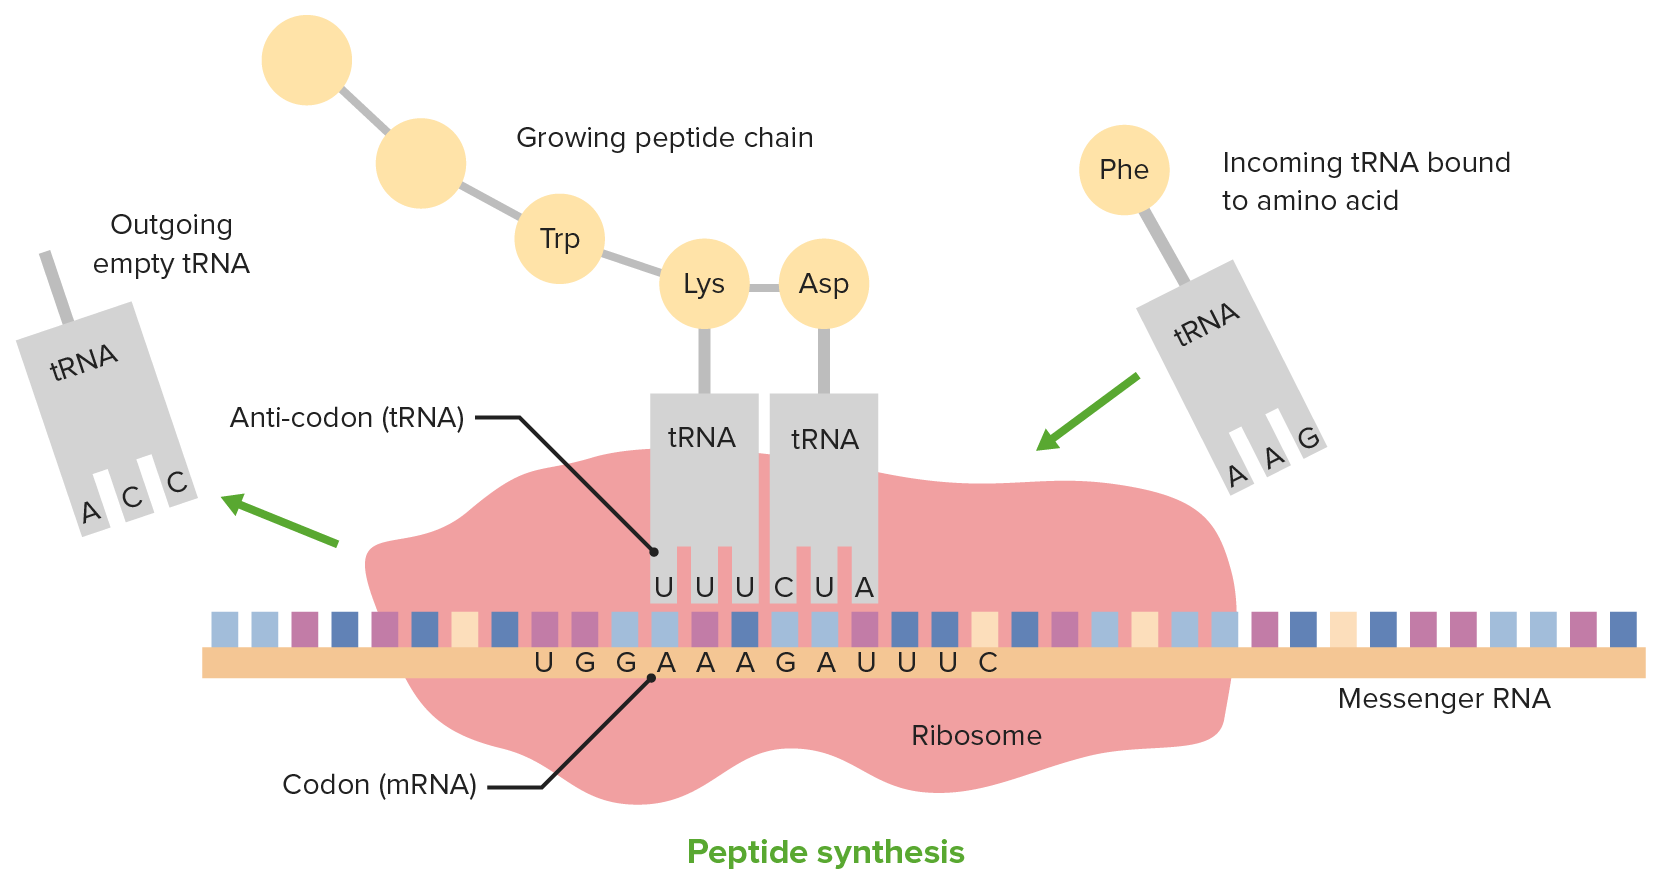 Growing peptide chain
Phe
Incoming tRNA bound
to amino acid
Outgoing
empty tRNA
Trp
Lys
Asp
tRNA
tRNA
Anti-codon (tRNA)
tRNA
tRNA
A C C
A A G
U U U C U A
U G G A A A G A U U U C
Messenger RNA
Ribosome
Codon (mRNA)
Peptide synthesis